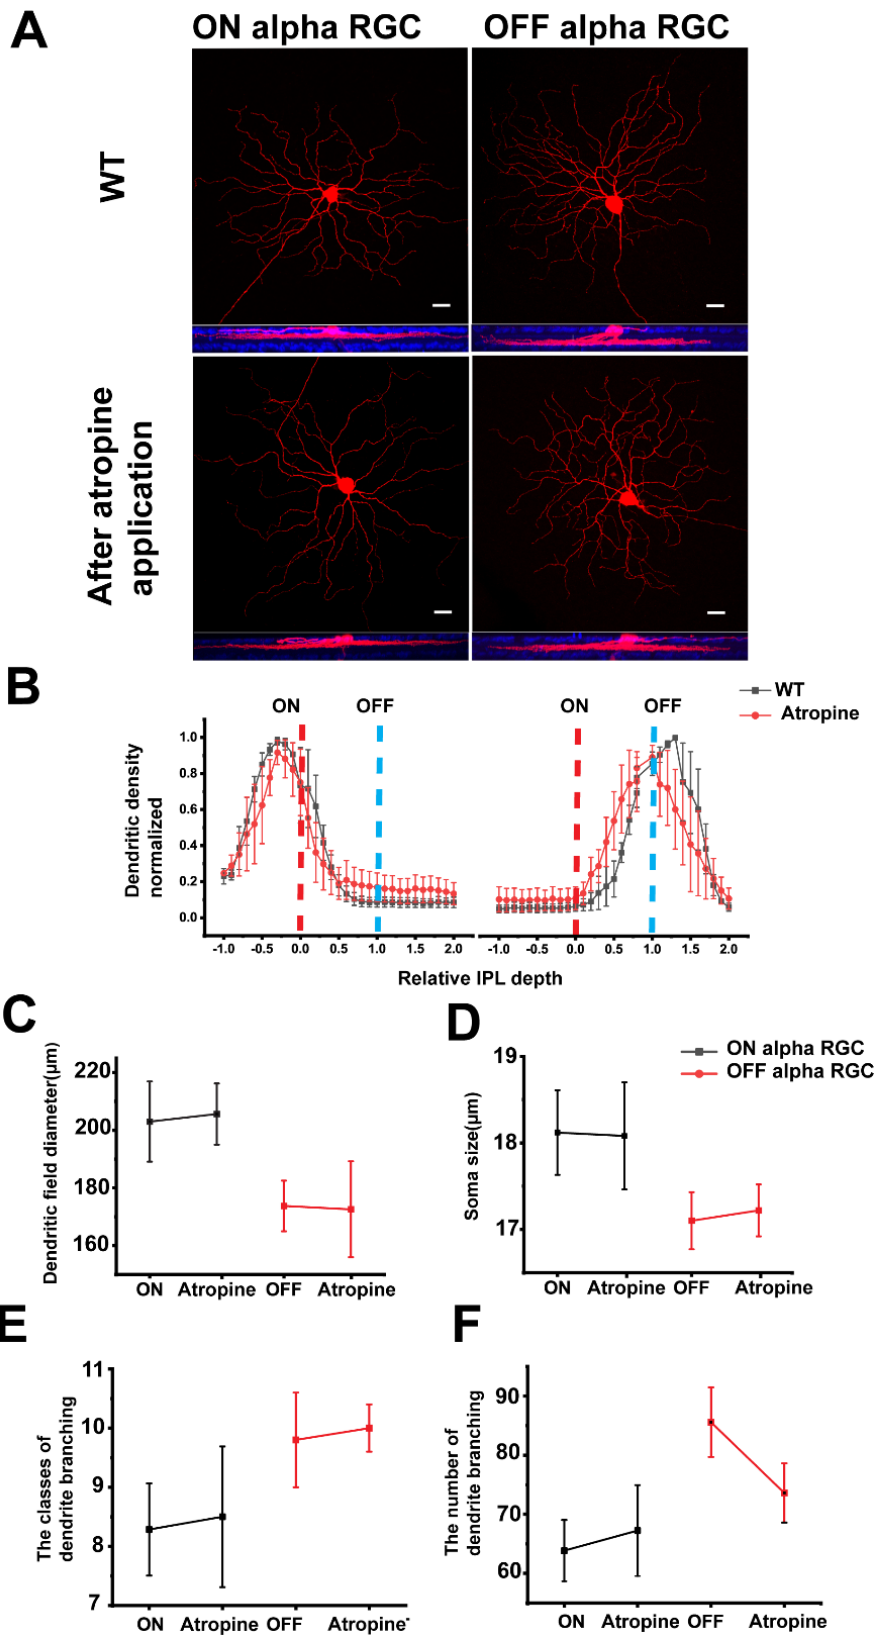 A
ON alpha RGC
OFF alpha RGC
WT
After atropine
application
B
ON
OFF
ON
OFF
WT
Atropine
Dendritic density
normalized
1.0
0.8
0.6
0.4
0.2
0.0
-1.0 -0.5 0.0 0.5 1.0 1.5 2.0
-1.0 -0.5 0.0 0.5 1.0 1.5 2.0
Relative IPL depth
C
Dendritic field diameter(μm)
220
200
180
160
ON Atropine OFF Atropine
D
ON alpha RGC
OFF alpha RGC
Soma size(μm)
19
18
17
ON Atropine OFF Atropine
E
The classes of
dendrite branching
11
10
9
8
7
ON Atropine OFF Atropine
F
The number of
dendrite branching
90
80
70
60
ON Atropine OFF Atropine